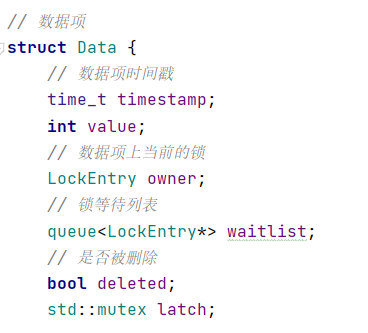 // 数据项
struct Data {
// 数据项时间戳
time_t timestamp;
int value;
// 数据项上当前的锁
LockEntry owner;
// 锁等待列表
queue<LockEntry*> waitlist;
// 是否被删除
bool deleted;
std::mutex latch;